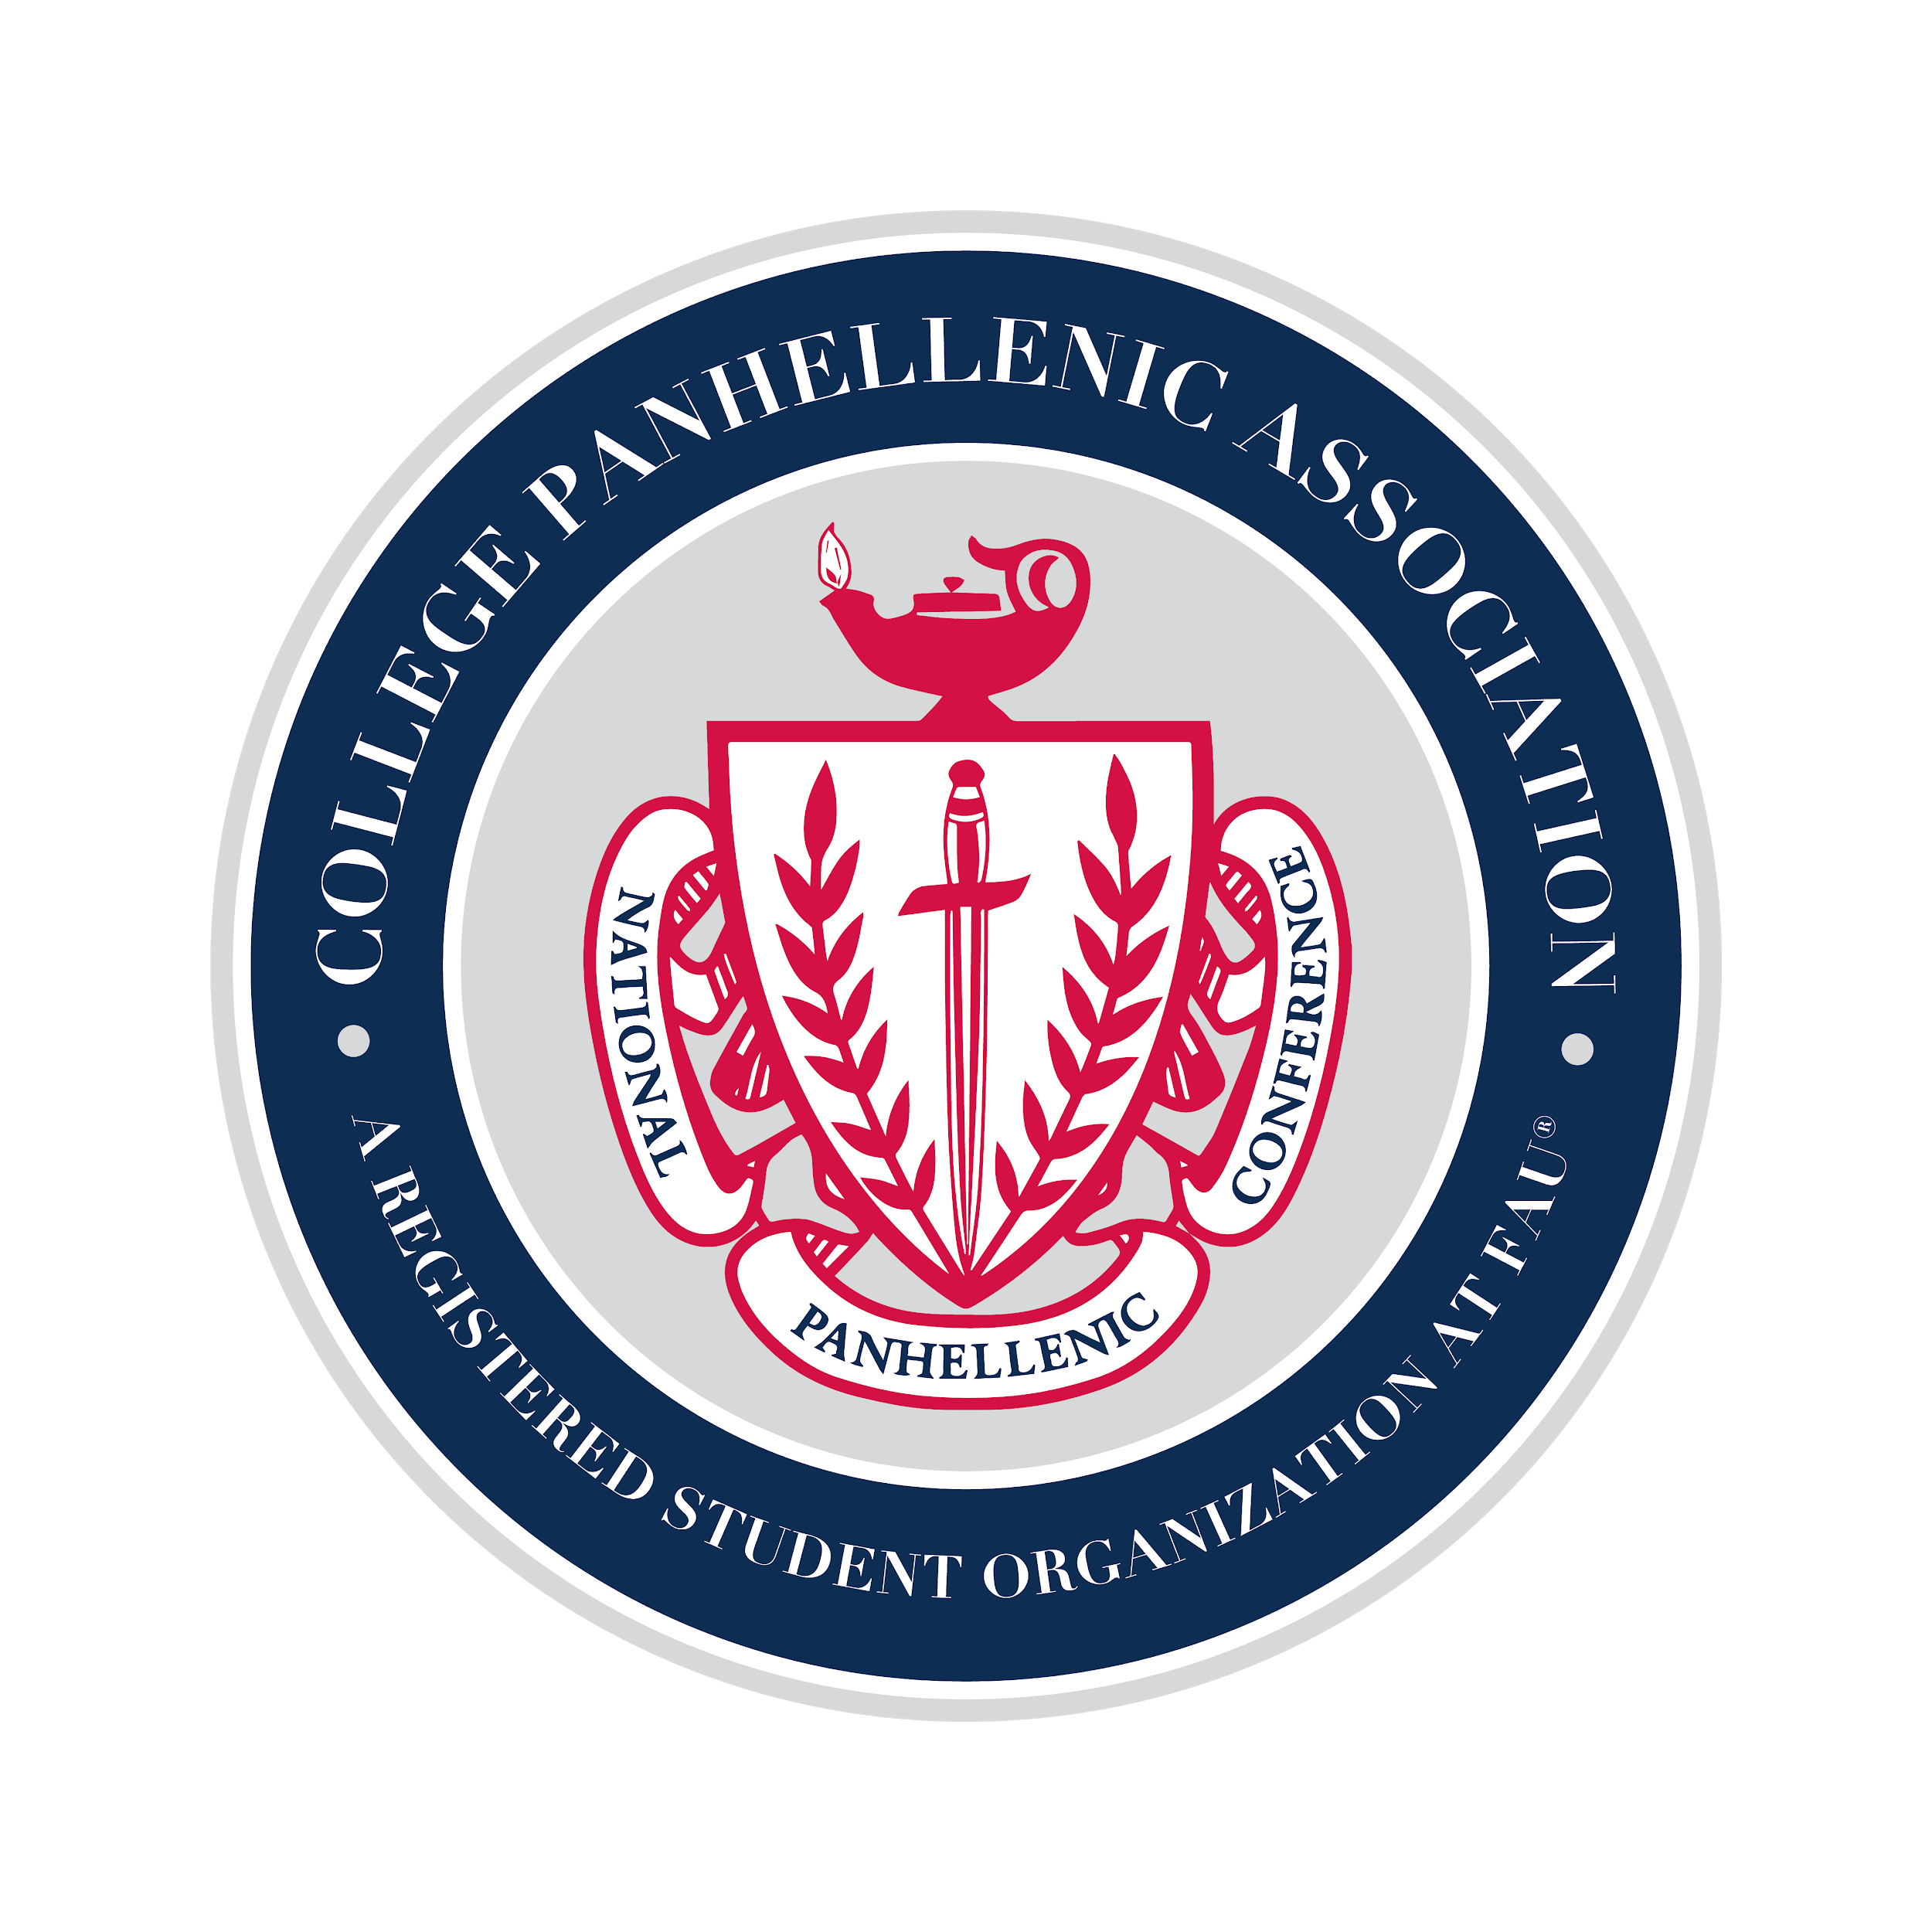 COLLEGE PANHELLENIC ASSOCIATION
NATIONAL
PANHELLENIC
CONFERENCE
A REGISTERED STUDENT ORGANIZATION AT FAU®